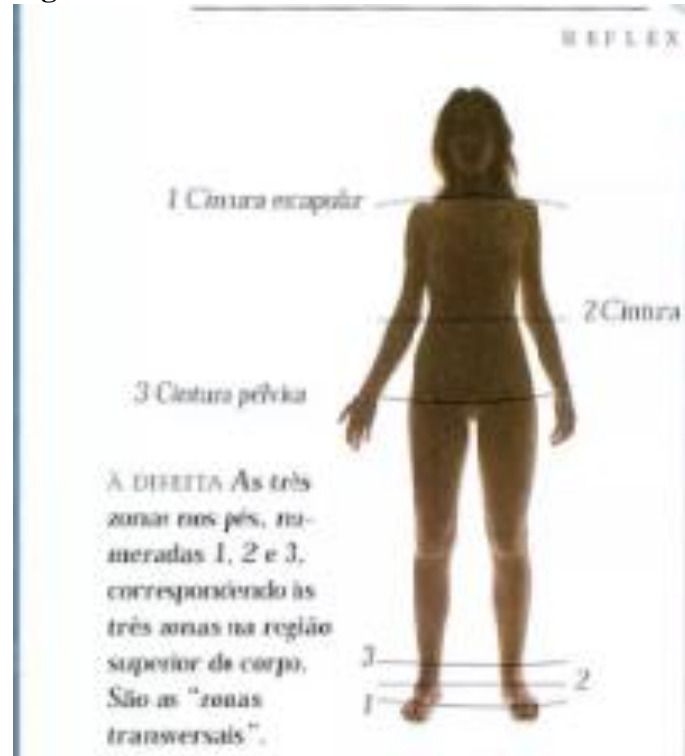 REFLEX
1 Cintura escapular
2 Cintura
3 Cintura pélvica
À DIREITA As três
zonas nos pés, nu-
meradas 1, 2 e 3,
correspondendo às
três zonas na região
superior do corpo.
São as "zonas
transversais".
3
2
1